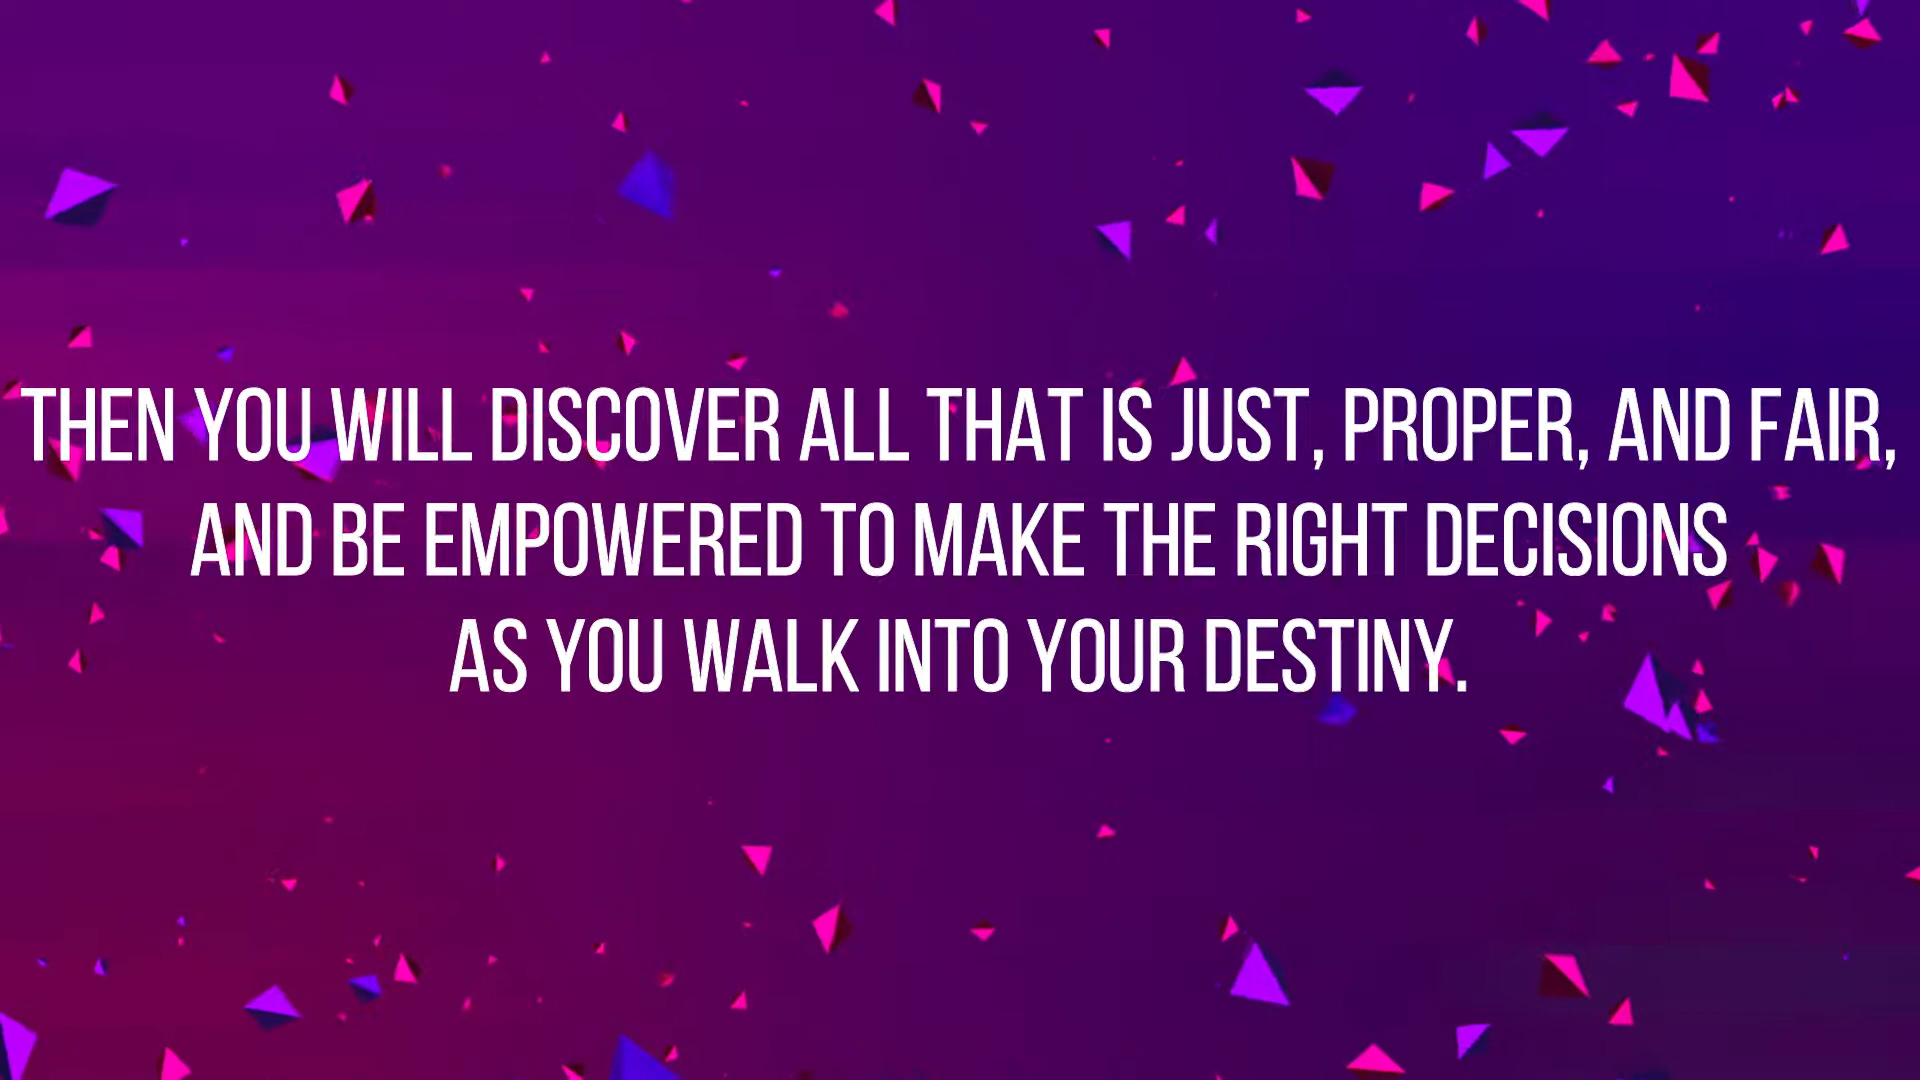 THEN YOU WILL DISCOVER ALL THAT IS JUST, PROPER, AND FAIR,
AND BE EMPOWERED TO MAKE THE RIGHT DECISIONS
AS YOU WALK INTO YOUR DESTINY.